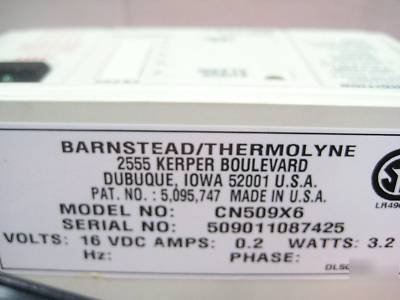 BARNSTEAD/THERMOLYNE
2555 KERPER BOULEVARD
DUBUQUE, IOWA 52001 U.S.A.
PAT. NO.: 5,095,747 MADE IN U.S.A.
MODEL NO: CN509X6
SERIAL NO: 509011087425
VOLTS: 16 VDC AMPS: 0.2 WATTS: 3.2
Hz: PHASE: